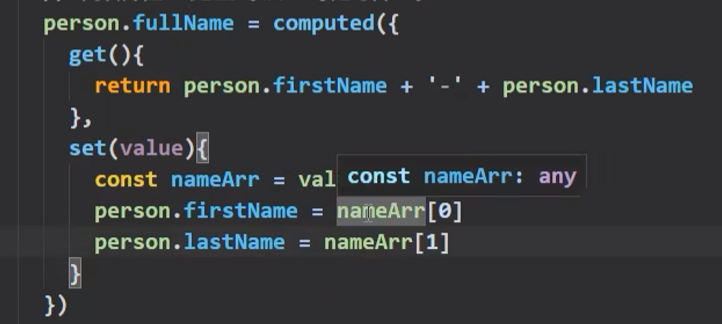 person.fullName = computed({
get(){
return person.firstName + '-' + person.lastName
},
set(value){
const nameArr = val
const nameArr: any
person.firstName = nameArr[0]
person.lastName = nameArr[1]
}
})